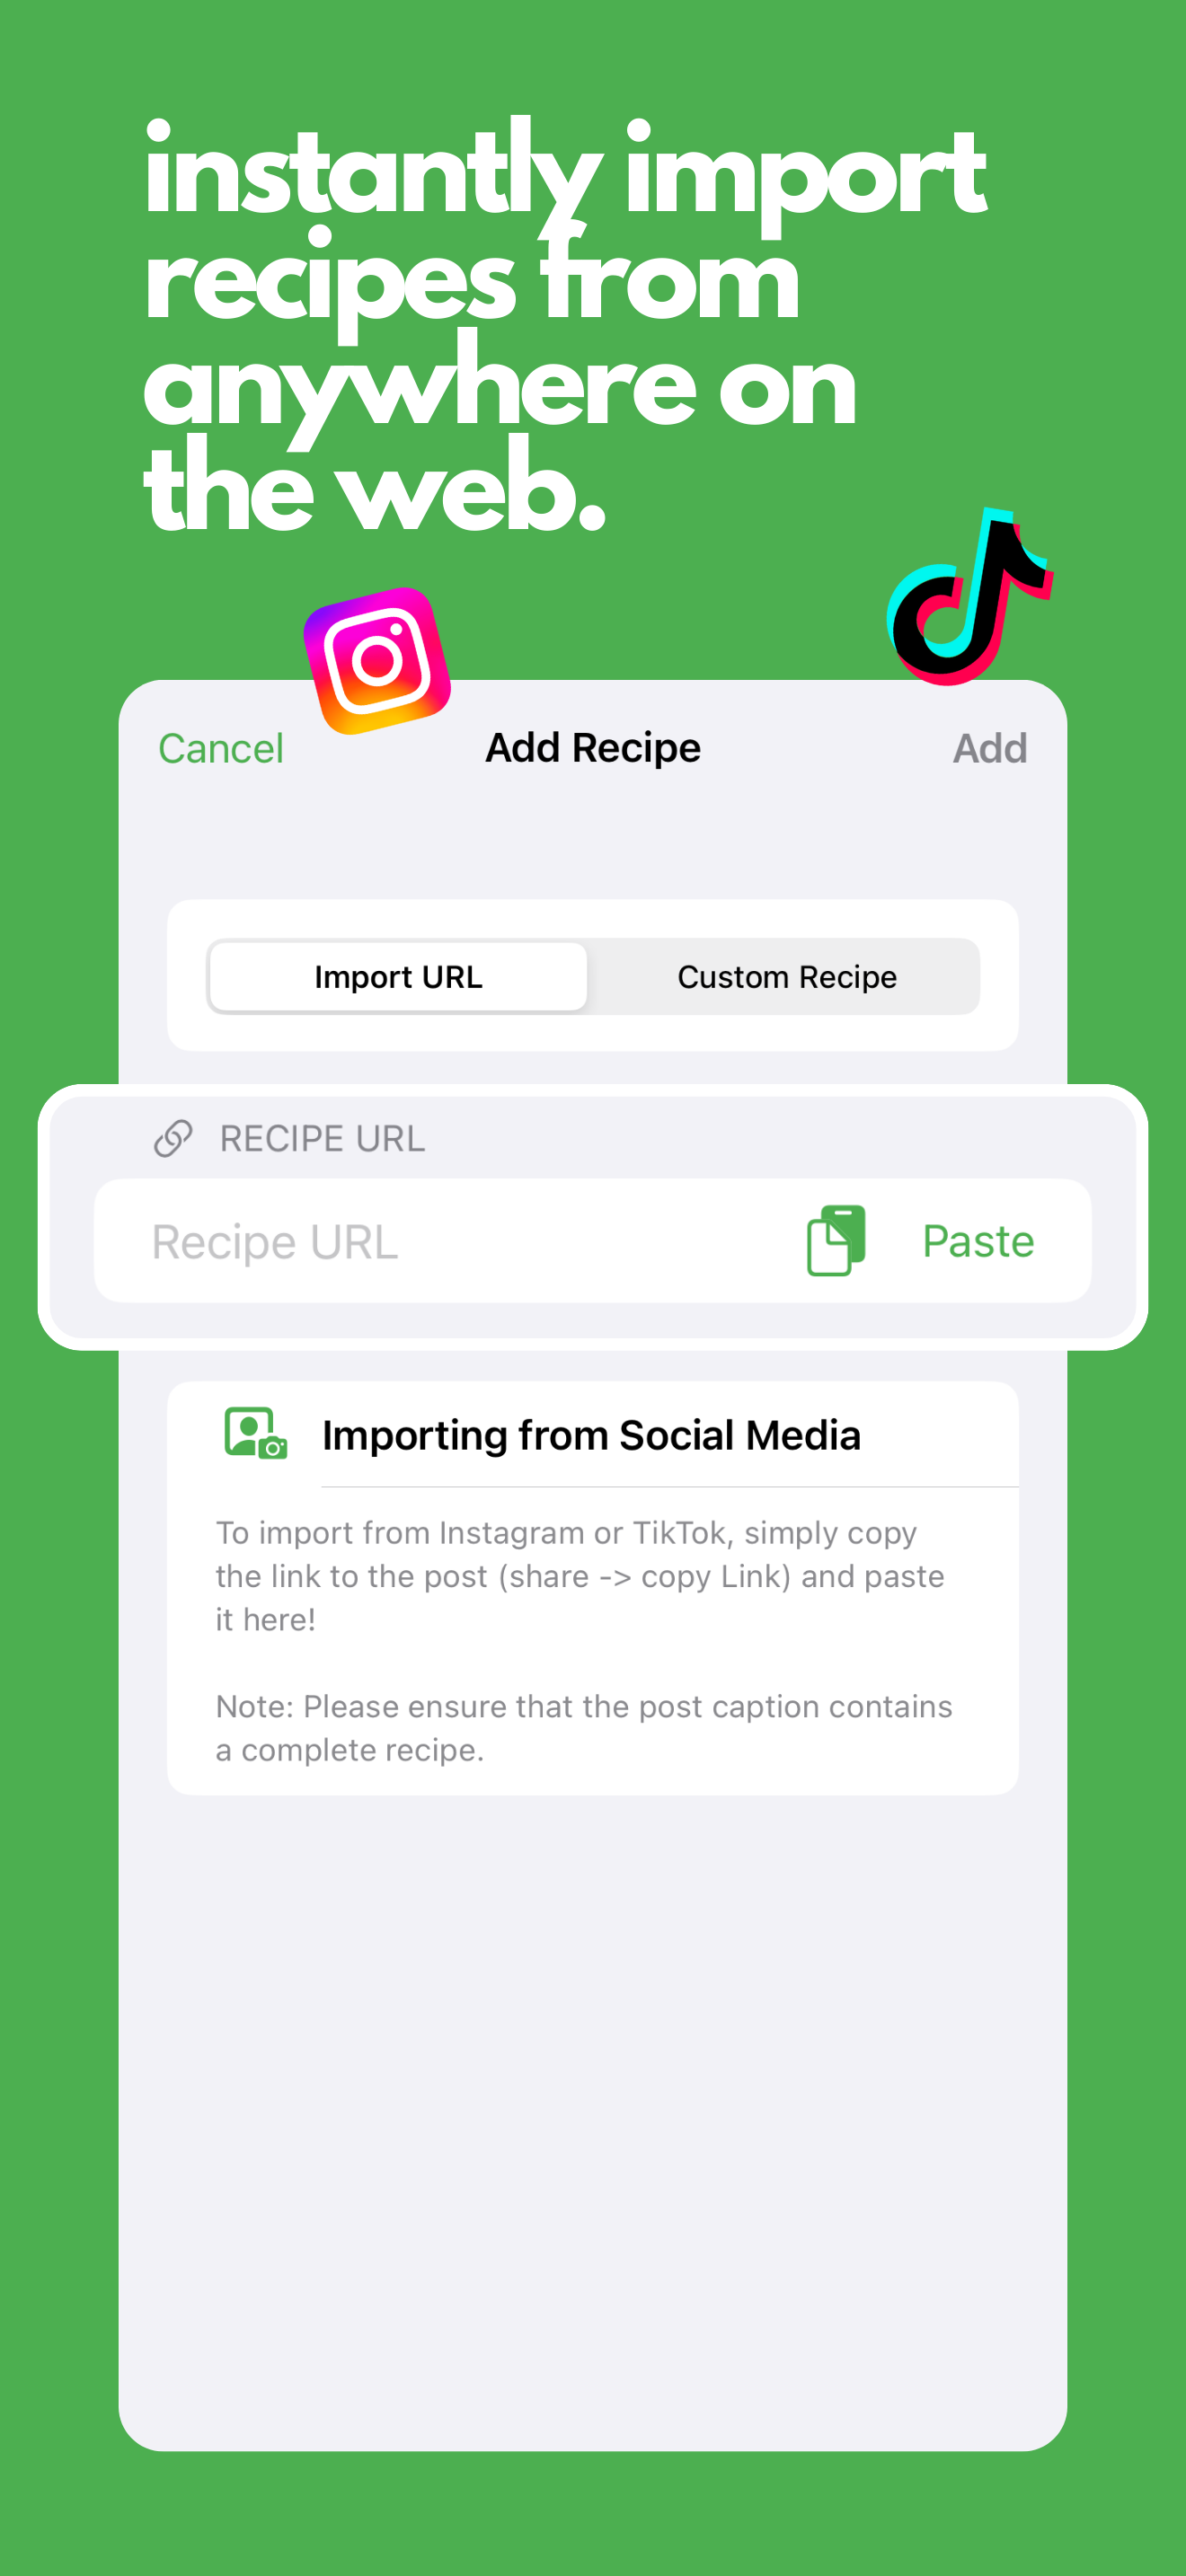 instantly import
recipes from
anywhere on
the web.
Cancel
Add Recipe
Add
Import URL
Custom Recipe
RECIPE URL
Recipe URL
Paste
Importing from Social Media
To import from Instagram or TikTok, simply copy
the link to the post (share -> copy Link) and paste
it here!
Note: Please ensure that the post caption contains
a complete recipe.